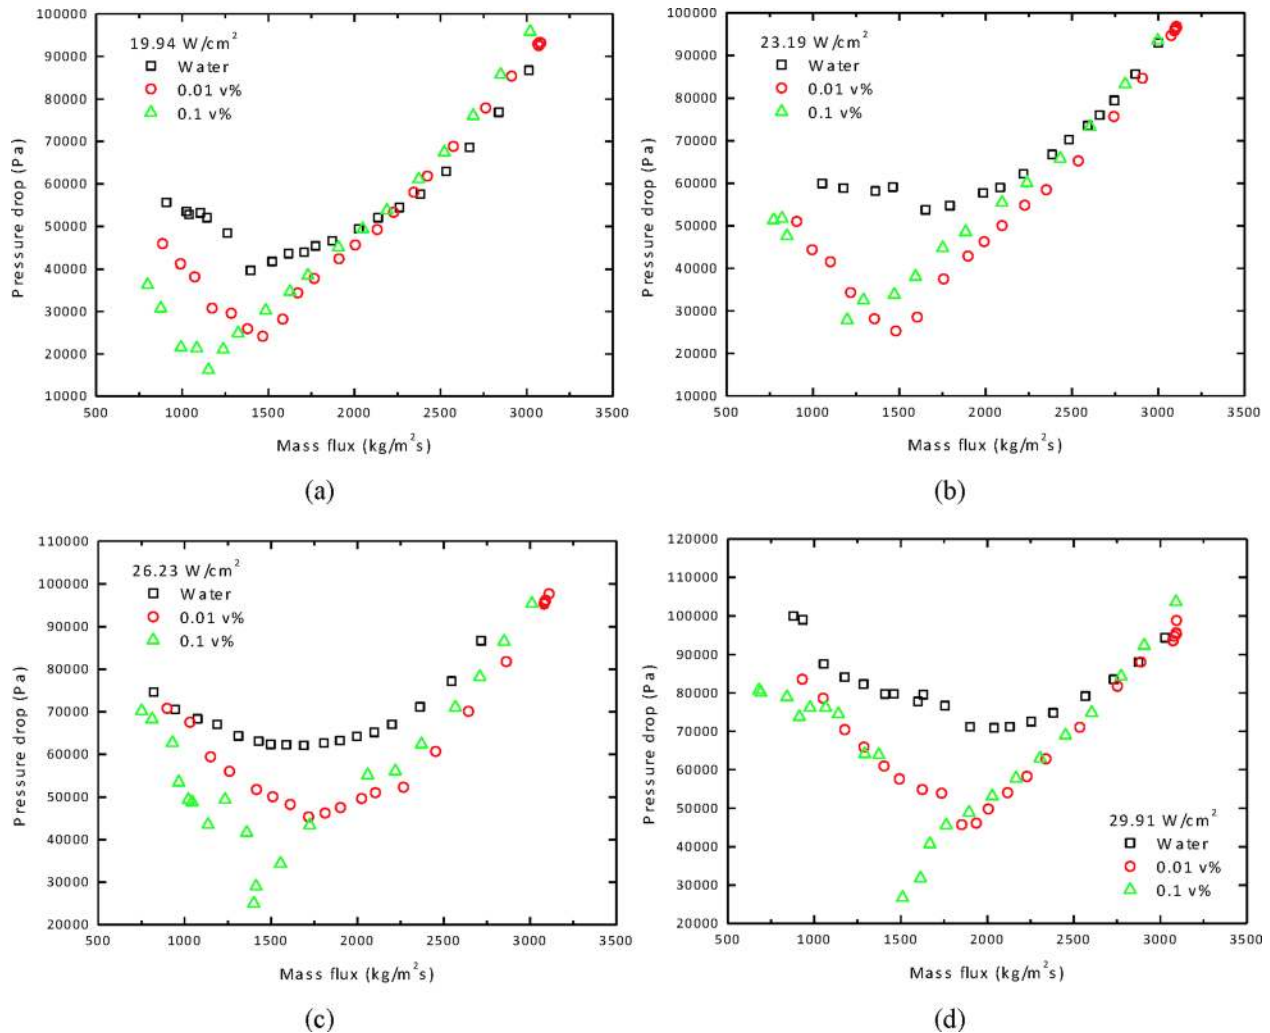 100000
90000
80000
70000
60000
50000
40000
30000
20000
10000
Pressure drop (Pa)
19.94 W/cm²
Water
0.01 v%
0.1 v%
500 1000 1500 2000 2500 3000 3500
Mass flux (kg/m²s)
(a)
100000
90000
80000
70000
60000
50000
40000
30000
20000
10000
Pressure drop (Pa)
23.19 W/cm²
Water
0.01 v%
0.1 v%
500 1000 1500 2000 2500 3000 3500
Mass flux (kg/m²s)
(b)
110000
100000
90000
80000
70000
60000
50000
40000
30000
20000
Pressure drop (Pa)
26.23 W/cm²
Water
0.01 v%
0.1 v%
500 1000 1500 2000 2500 3000 3500
Mass flux (kg/m²s)
(c)
120000
110000
100000
90000
80000
70000
60000
50000
40000
30000
20000
Pressure drop (Pa)
29.91 W/cm²
Water
0.01 v%
0.1 v%
500 1000 1500 2000 2500 3000 3500
Mass flux (kg/m²s)
(d)